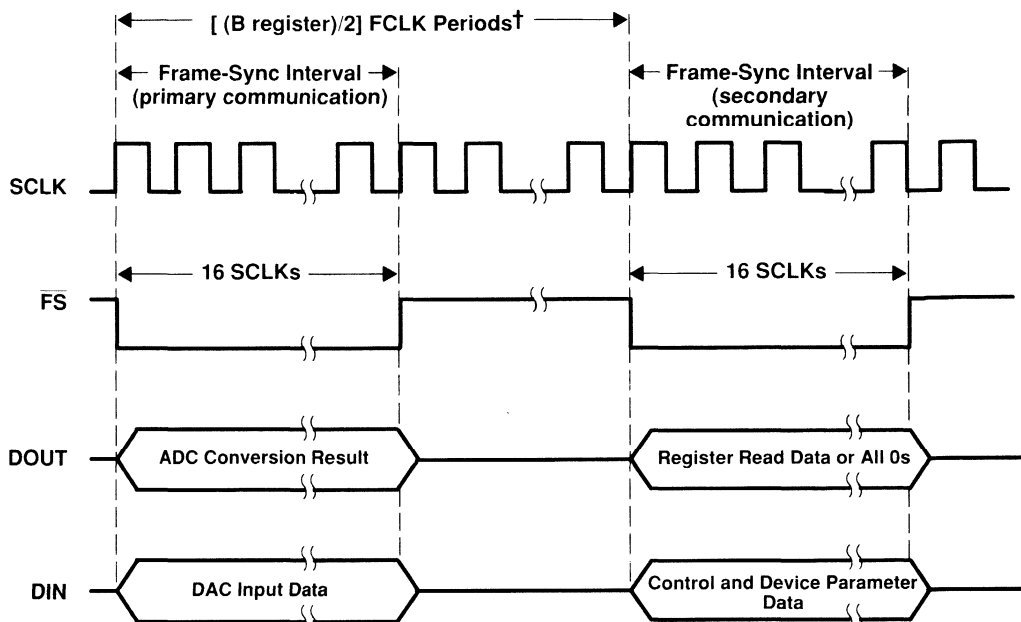 [ (B register)/2] FCLK Periods†
Frame-Sync Interval
(primary communication)
Frame-Sync Interval
(secondary
communication)
SCLK
16 SCLKs
16 SCLKs
FS
DOUT
ADC Conversion Result
Register Read Data or All 0s
DIN
DAC Input Data
Control and Device Parameter
Data